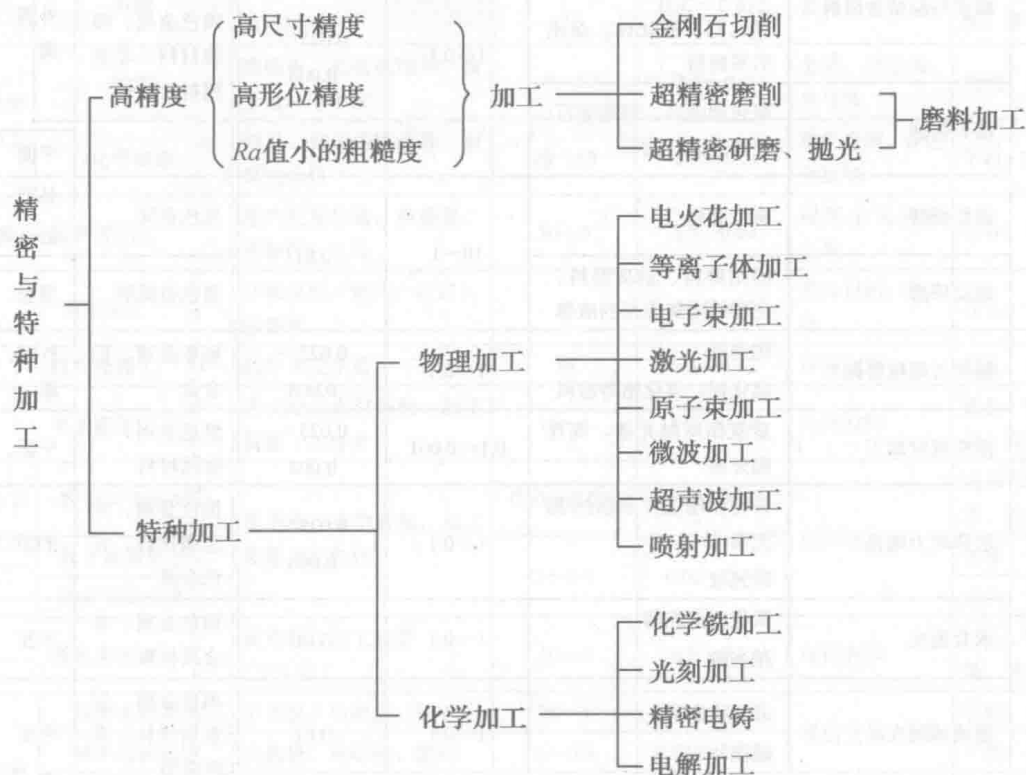 精密与特种加工
高精度
高尺寸精度
高形位精度
Ra值小的粗糙度
加工
金刚石切削
超精密磨削
超精密研磨、抛光
磨料加工
特种加工
物理加工
电火花加工
等离子体加工
电子束加工
激光加工
原子束加工
微波加工
超声波加工
喷射加工
化学加工
化学铣加工
光刻加工
精密电铸
电解加工